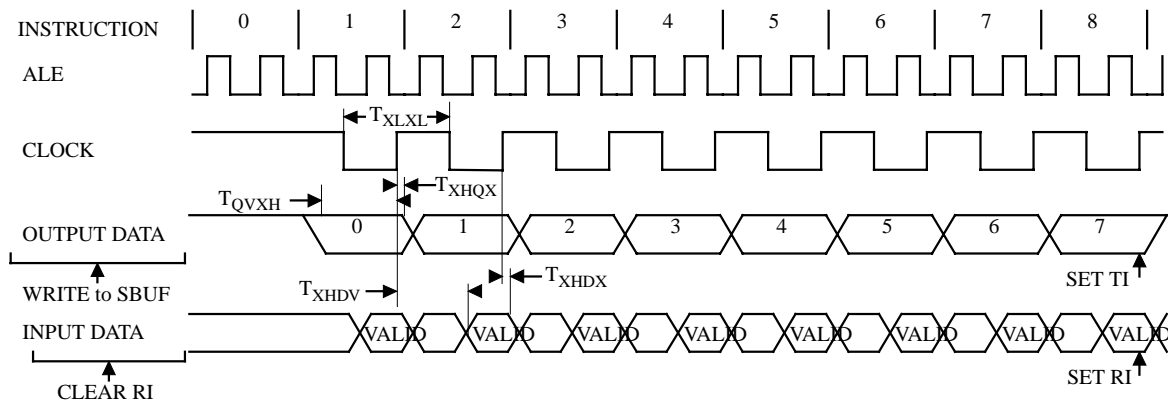 INSTRUCTION 0 1 2 3 4 5 6 7 8
ALE
TXLXL
CLOCK
TQVXH TXHQX
OUTPUT DATA 0 1 2 3 4 5 6 7
WRITE to SBUF TXHDV TXHDX SET TI
INPUT DATA VALID VALID VALID VALID VALID VALID VALID VALID
CLEAR RI SET RI